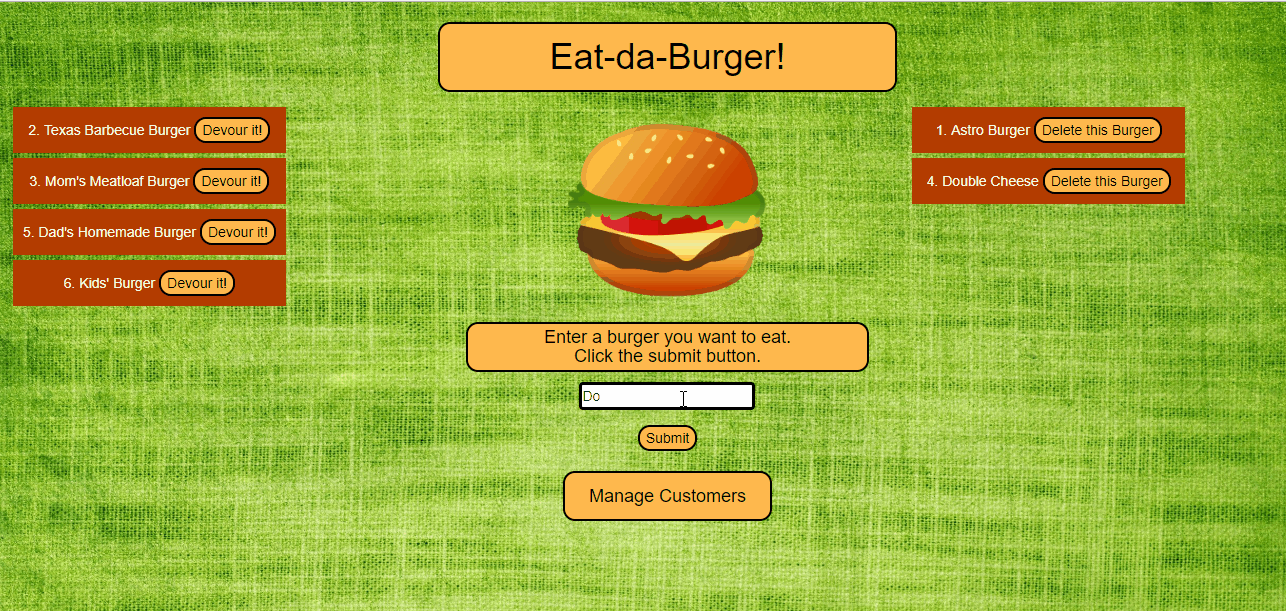 Eat-da-Burger!
2. Texas Barbecue Burger Devour it!
3. Mom's Meatloaf Burger Devour it!
5. Dad's Homemade Burger Devour it!
6. Kids' Burger Devour it!
1. Astro Burger Delete this Burger
4. Double Cheese Delete this Burger
Enter a burger you want to eat.
Click the submit button.
Do
Submit
Manage Customers